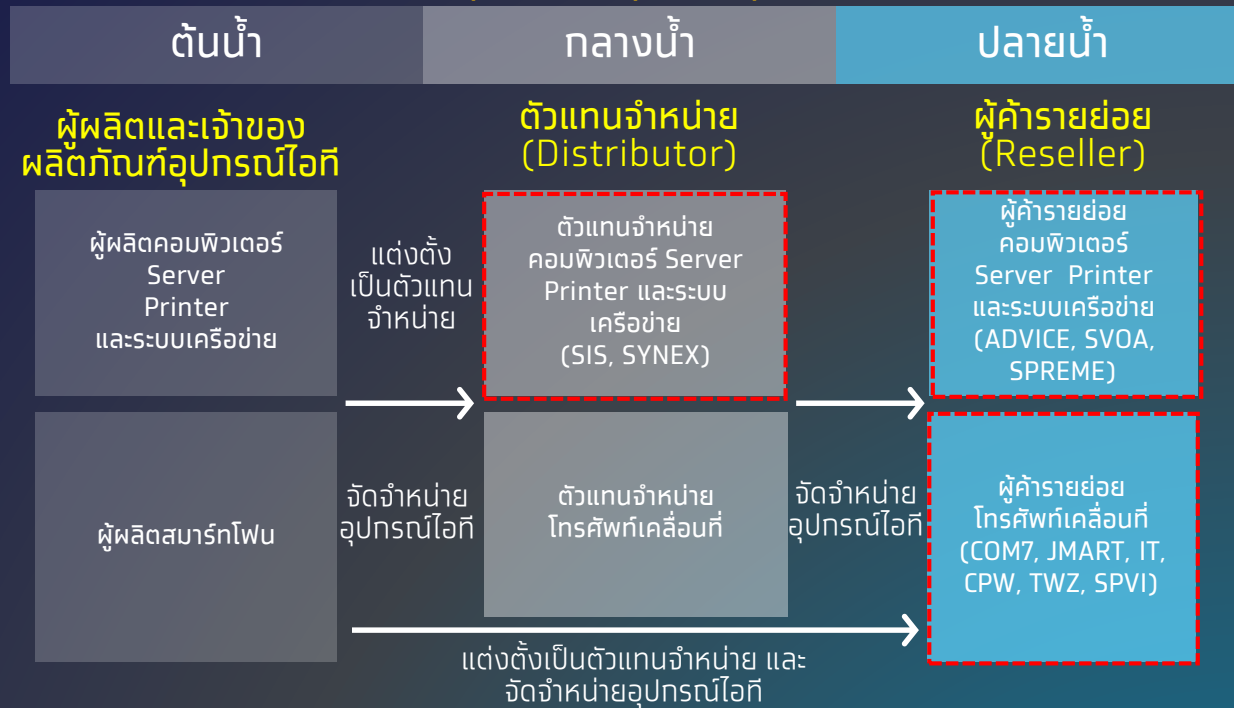 ต้นน้ำ
กลางน้ำ
ปลายน้ำ
ผู้ผลิตและเจ้าของ
ผลิตภัณฑ์อุปกรณ์ไอที
ตัวแทนจำหน่าย
(Distributor)
ผู้ค้ารายย่อย
(Reseller)
ผู้ผลิตคอมพิวเตอร์
Server
Printer
และระบบเครือข่าย
แต่งตั้ง
เป็นตัวแทน
จำหน่าย
ตัวแทนจำหน่าย
คอมพิวเตอร์ Server
Printer และระบบ
เครือข่าย
(SIS, SYNEX)
ผู้ค้ารายย่อย
คอมพิวเตอร์
Server Printer
และระบบเครือข่าย
(ADVICE, SVOA,
SPREME)
ผู้ผลิตสมาร์ทโฟน
จัดจำหน่าย
อุปกรณ์ไอที
ตัวแทนจำหน่าย
โทรศัพท์เคลื่อนที่
จัดจำหน่าย
อุปกรณ์ไอที
ผู้ค้ารายย่อย
โทรศัพท์เคลื่อนที่
(COM7, JMART, IT,
CPW, TWZ, SPVI)
แต่งตั้งเป็นตัวแทนจำหน่าย และ
จัดจำหน่ายอุปกรณ์ไอที